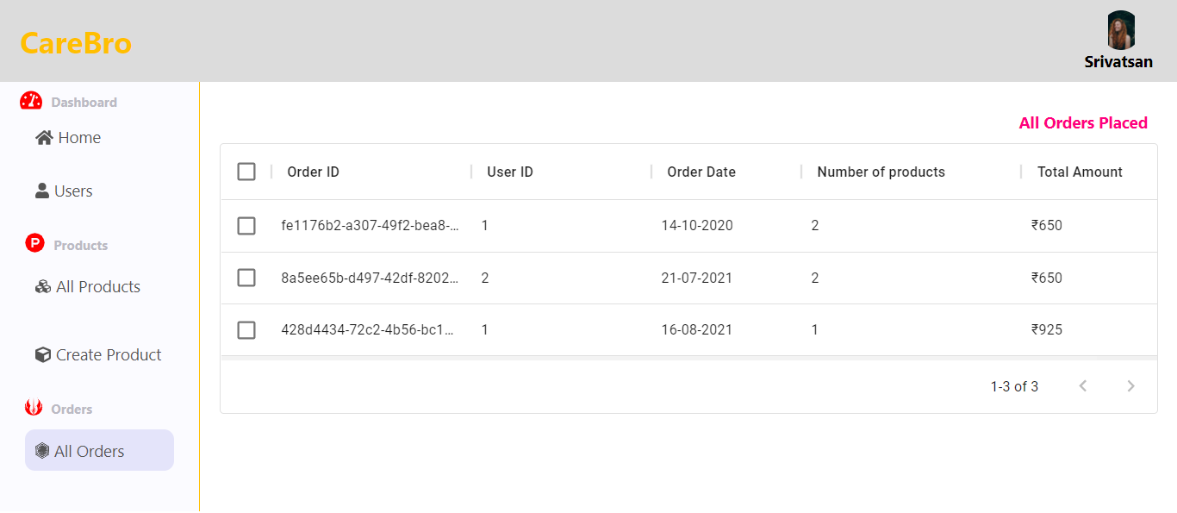 CareBro
Srivatsan
Dashboard
Home
Users
P Products
All Products
Create Product
Orders
All Orders
All Orders Placed
Order ID User ID Order Date Number of products Total Amount
fe1176b2-a307-49f2-bea8-... 1 14-10-2020 2 ₹650
8a5ee65b-d497-42df-8202... 2 21-07-2021 2 ₹650
428d4434-72c2-4b56-bc1... 1 16-08-2021 1 ₹925
1-3 of 3